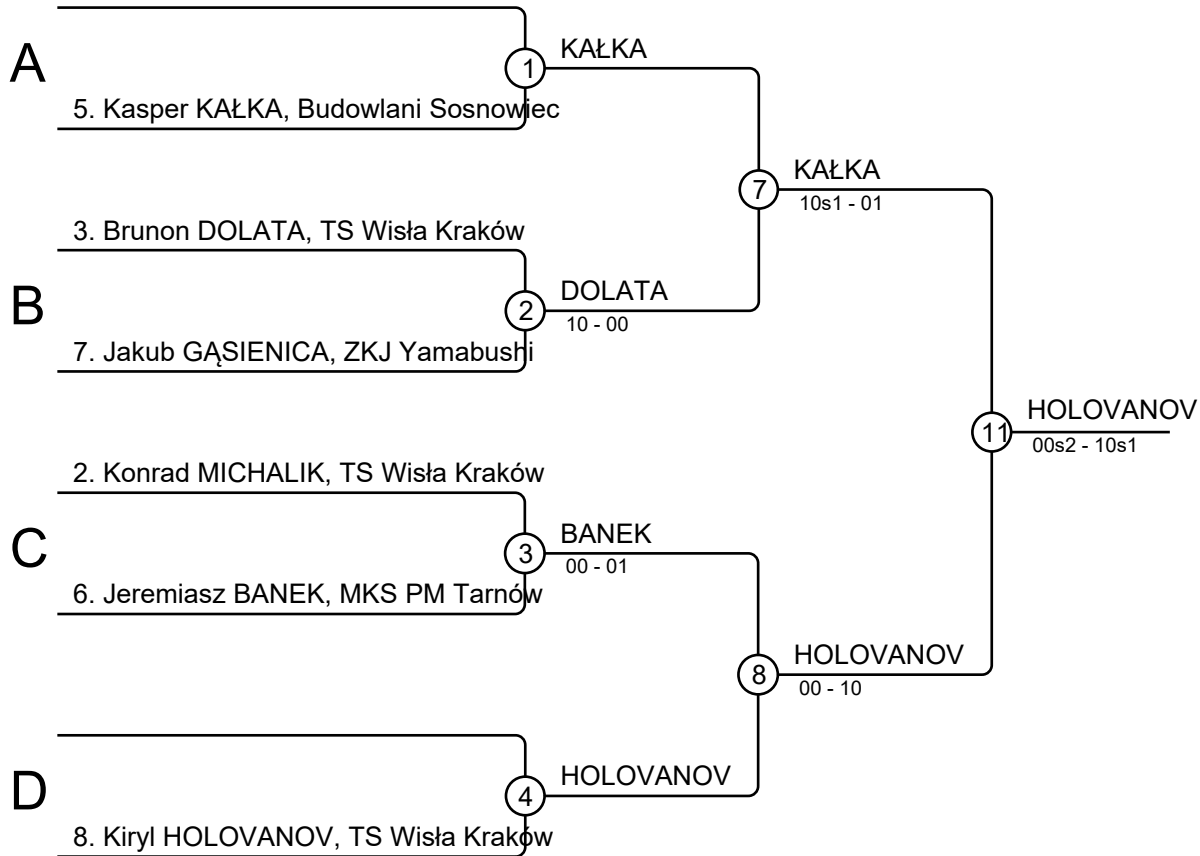 A
1
KAŁKA
5. Kasper KAŁKA, Budowlani Sosnowiec
7
KAŁKA
10s1 - 01
3. Brunon DOLATA, TS Wisła Kraków
B
2
DOLATA
10 - 00
7. Jakub GĄSIENICA, ZKJ Yamabushi
11
HOLOVANOV
00s2 - 10s1
2. Konrad MICHALIK, TS Wisła Kraków
C
3
BANEK
00 - 01
6. Jeremiasz BANEK, MKS PM Tarnów
8
HOLOVANOV
00 - 10
D
4
HOLOVANOV
8. Kiryl HOLOVANOV, TS Wisła Kraków